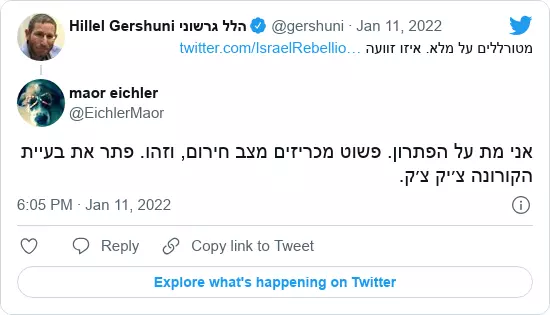 Hillel Gershuni הלל גרשוני @gershuni · Jan 11, 2022
מטורללים על מלא. איזו זוועה twitter.com/IsraelRebellio…
maor eichler
@EichlerMaor
אני מת על הפתרון. פשוט מכריזים מצב חירום, וזהו. פתר את בעיית
הקורונה צ׳יק צ׳ק.
6:05 PM · Jan 11, 2022
Reply Copy link to Tweet
Explore what's happening on Twitter